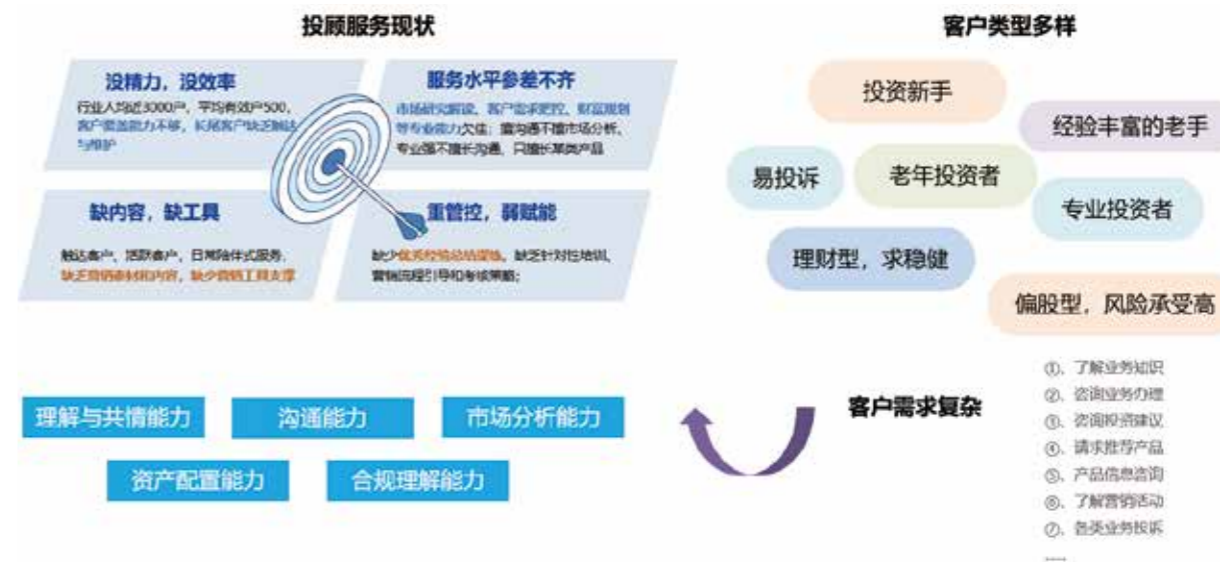 投顾服务现状
没精力，没效率
行业人均近3000户，平均有效户500，
客户覆盖能力不够，长尾客户缺乏触达
与维护
服务水平参差不齐
市场研究解读、客户需求把控、财富规划
等专业能力欠佳；擅沟通不擅市场分析、
专业强不擅长沟通、只擅长某类产品
缺内容，缺工具
触达客户、活跃客户、日常陪伴式服务，
缺乏营销素材和内容，缺少营销工具支撑
重管控，弱赋能
缺少优秀经验总结提炼，缺乏针对性培训、
营销流程引导和考核策略；
客户类型多样
投资新手
经验丰富的老手
易投诉
老年投资者
专业投资者
理财型，求稳健
偏股型，风险承受高
理解与共情能力
沟通能力
市场分析能力
资产配置能力
合规理解能力
客户需求复杂
①、了解业务知识
②、咨询业务办理
③、咨询投资建议
④、请求推荐产品
⑤、产品信息咨询
⑥、了解营销活动
⑦、各类业务投诉
......